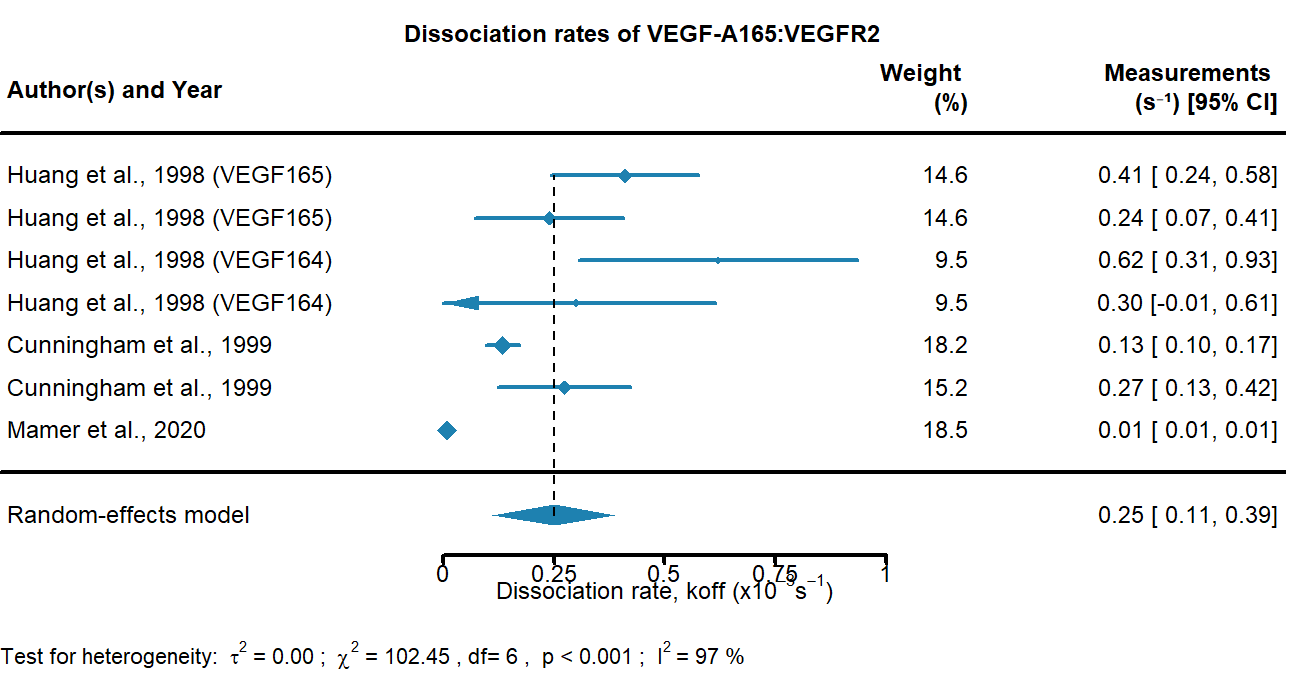 Dissociation rates of VEGF-A165:VEGFR2
Author(s) and Year Weight (%) Measurements (s⁻¹) [95% CI]
Huang et al., 1998 (VEGF165) 14.6 0.41 [ 0.24, 0.58]
Huang et al., 1998 (VEGF165) 14.6 0.24 [ 0.07, 0.41]
Huang et al., 1998 (VEGF164) 9.5 0.62 [ 0.31, 0.93]
Huang et al., 1998 (VEGF164) 9.5 0.30 [-0.01, 0.61]
Cunningham et al., 1999 18.2 0.13 [ 0.10, 0.17]
Cunningham et al., 1999 15.2 0.27 [ 0.13, 0.42]
Mamer et al., 2020 18.5 0.01 [ 0.01, 0.01]
Random-effects model 0.25 [ 0.11, 0.39]
0 0.25 0.5 0.75 1
Dissociation rate, koff (x10⁻³s⁻¹)
Test for heterogeneity: τ² = 0.00 ; χ² = 102.45 , df= 6 , p < 0.001 ; I² = 97 %